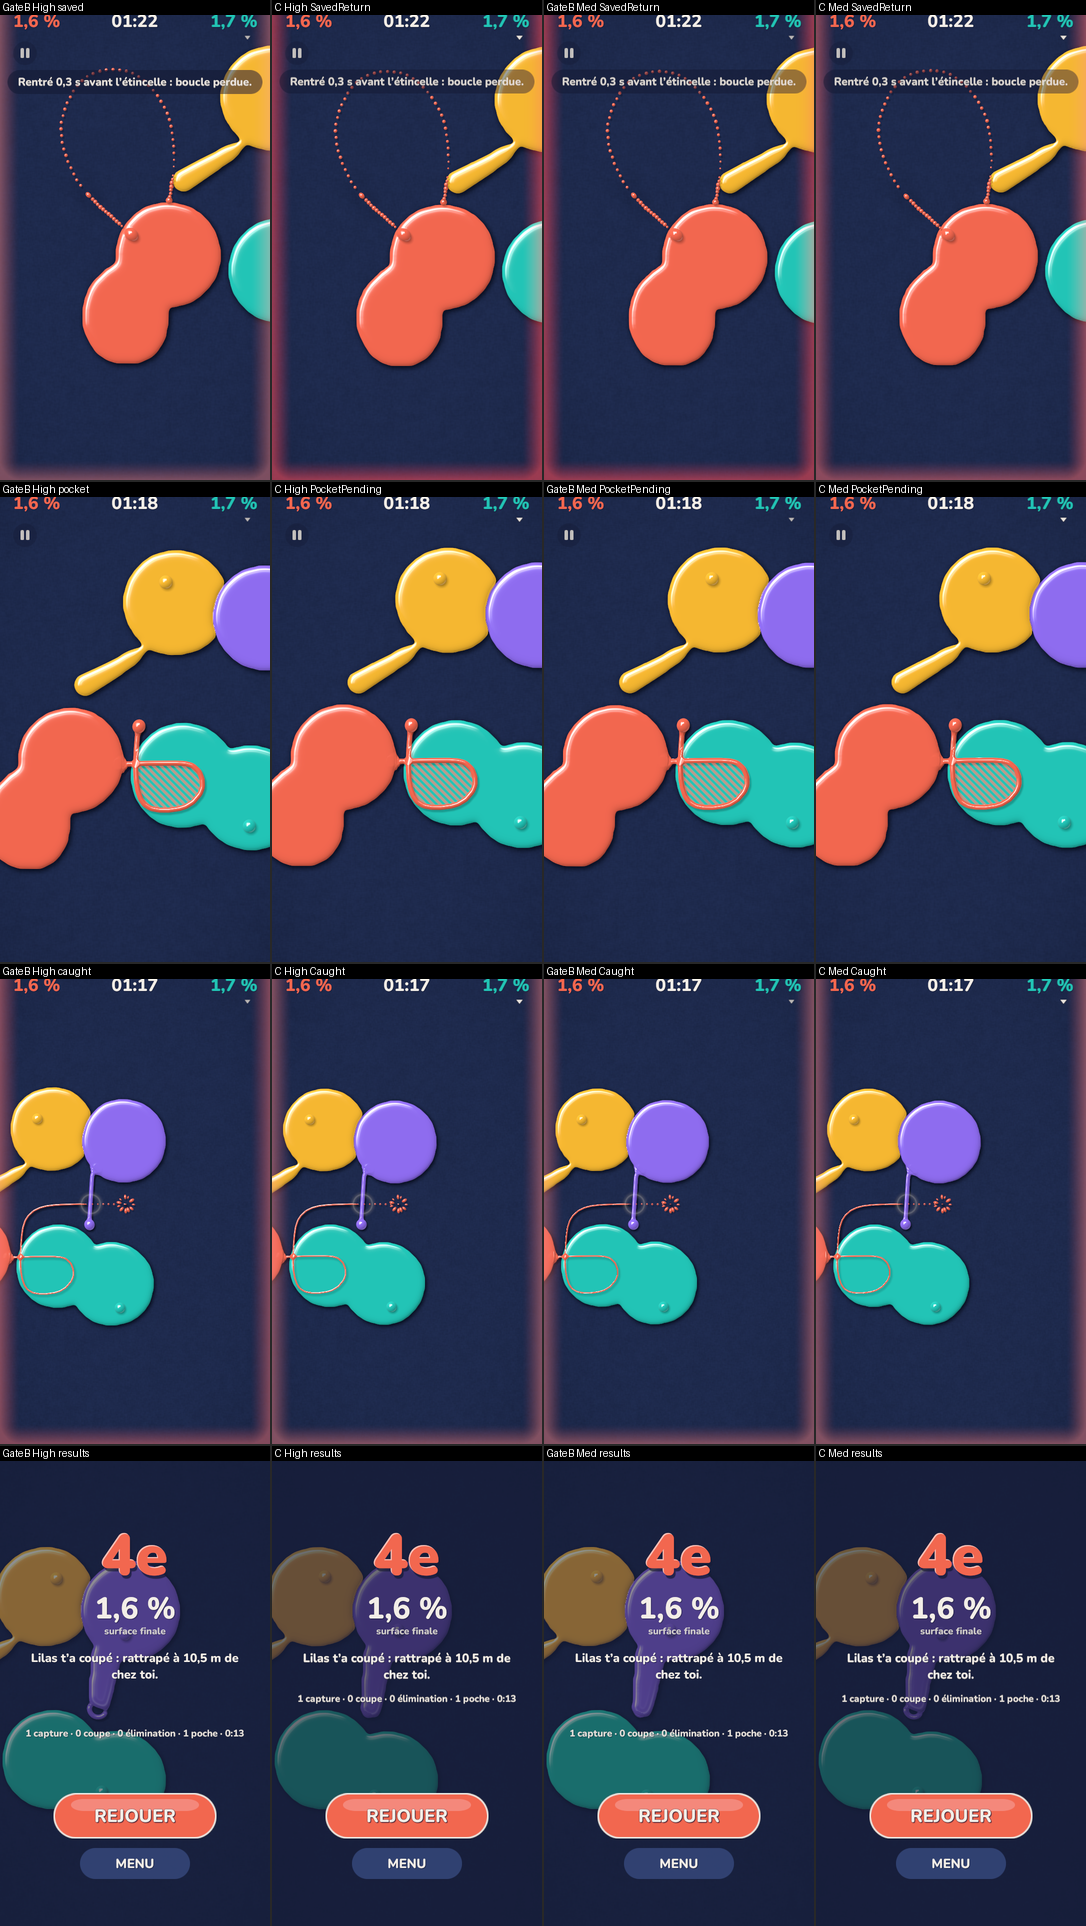 GateB High saved
C High SavedReturn
GateB Med SavedReturn
C Med SavedReturn
1,6 % 01:22 1,7 %
1,6 % 01:22 1,7 %
1,6 % 01:22 1,7 %
1,6 % 01:22 1,7 %
Rentré 0,3 s avant l'étincelle : boucle perdue.
Rentré 0,3 s avant l'étincelle : boucle perdue.
Rentré 0,3 s avant l'étincelle : boucle perdue.
Rentré 0,3 s avant l'étincelle : boucle perdue.
GateB High pocket
C High PocketPending
GateB Med PocketPending
C Med PocketPending
1,6 % 01:18 1,7 %
1,6 % 01:18 1,7 %
1,6 % 01:18 1,7 %
1,6 % 01:18 1,7 %
GateB High caught
C High Caught
GateB Med Caught
C Med Caught
1,6 % 01:17 1,7 %
1,6 % 01:17 1,7 %
1,6 % 01:17 1,7 %
1,6 % 01:17 1,7 %
GateB High results
C High results
GateB Med results
C Med results
4e
1,6 %
surface finale
Lilas t'a coupé : rattrapé à 10,5 m de
chez toi.
1 capture · 0 coupe · 0 élimination · 1 poche · 0:13
REJOUER
MENU
4e
1,6 %
surface finale
Lilas t'a coupé : rattrapé à 10,5 m de
chez toi.
1 capture · 0 coupe · 0 élimination · 1 poche · 0:13
REJOUER
MENU
4e
1,6 %
surface finale
Lilas t'a coupé : rattrapé à 10,5 m de
chez toi.
1 capture · 0 coupe · 0 élimination · 1 poche · 0:13
REJOUER
MENU
4e
1,6 %
surface finale
Lilas t'a coupé : rattrapé à 10,5 m de
chez toi.
1 capture · 0 coupe · 0 élimination · 1 poche · 0:13
REJOUER
MENU